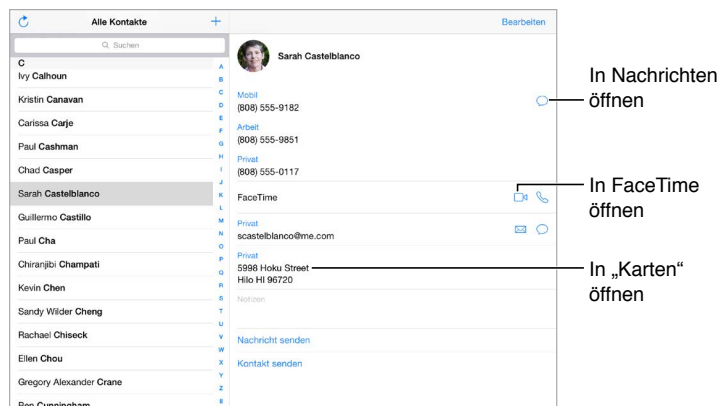 Alle Kontakte
+
Suchen
C
Ivy Calhoun
Kristin Canavan
Carissa Carje
Paul Cashman
Chad Casper
Sarah Castelblanco
Guillermo Castillo
Paul Cha
Chiranjibi Champati
Kevin Chen
Sandy Wilder Cheng
Rachael Chiseck
Ellen Chou
Gregory Alexander Crane
Ben Cunningham
A
B
C
D
E
F
G
H
I
J
K
L
M
N
O
P
Q
R
S
T
U
V
W
X
Y
Z
#
Bearbeiten
Sarah Castelblanco
Mobil
(808) 555-9182
Arbeit
(808) 555-9851
Privat
(808) 555-0117
FaceTime
Privat
scastelblanco@me.com
Privat
5998 Hoku Street
Hilo HI 96720
Notizen
Nachricht senden
Kontakt senden
In Nachrichten
öffnen
In FaceTime
öffnen
In „Karten“
öffnen